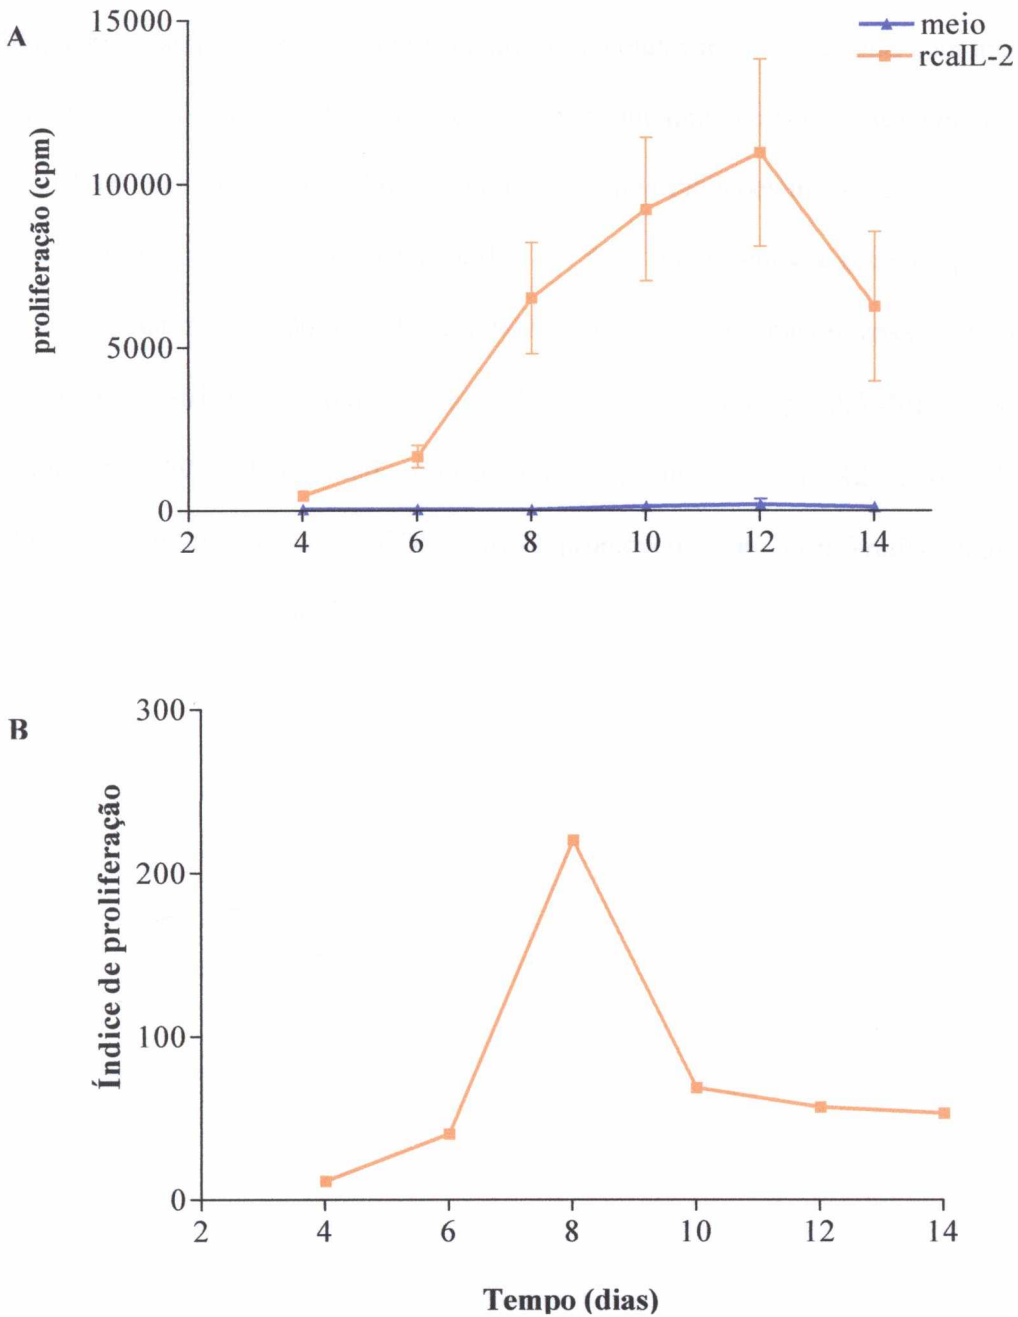 A
meio
rcaIL-2
proliferação (cpm)
15000
10000
5000
0
2 4 6 8 10 12 14
B
Índice de proliferação
300
200
100
0
2 4 6 8 10 12 14
Tempo (dias)